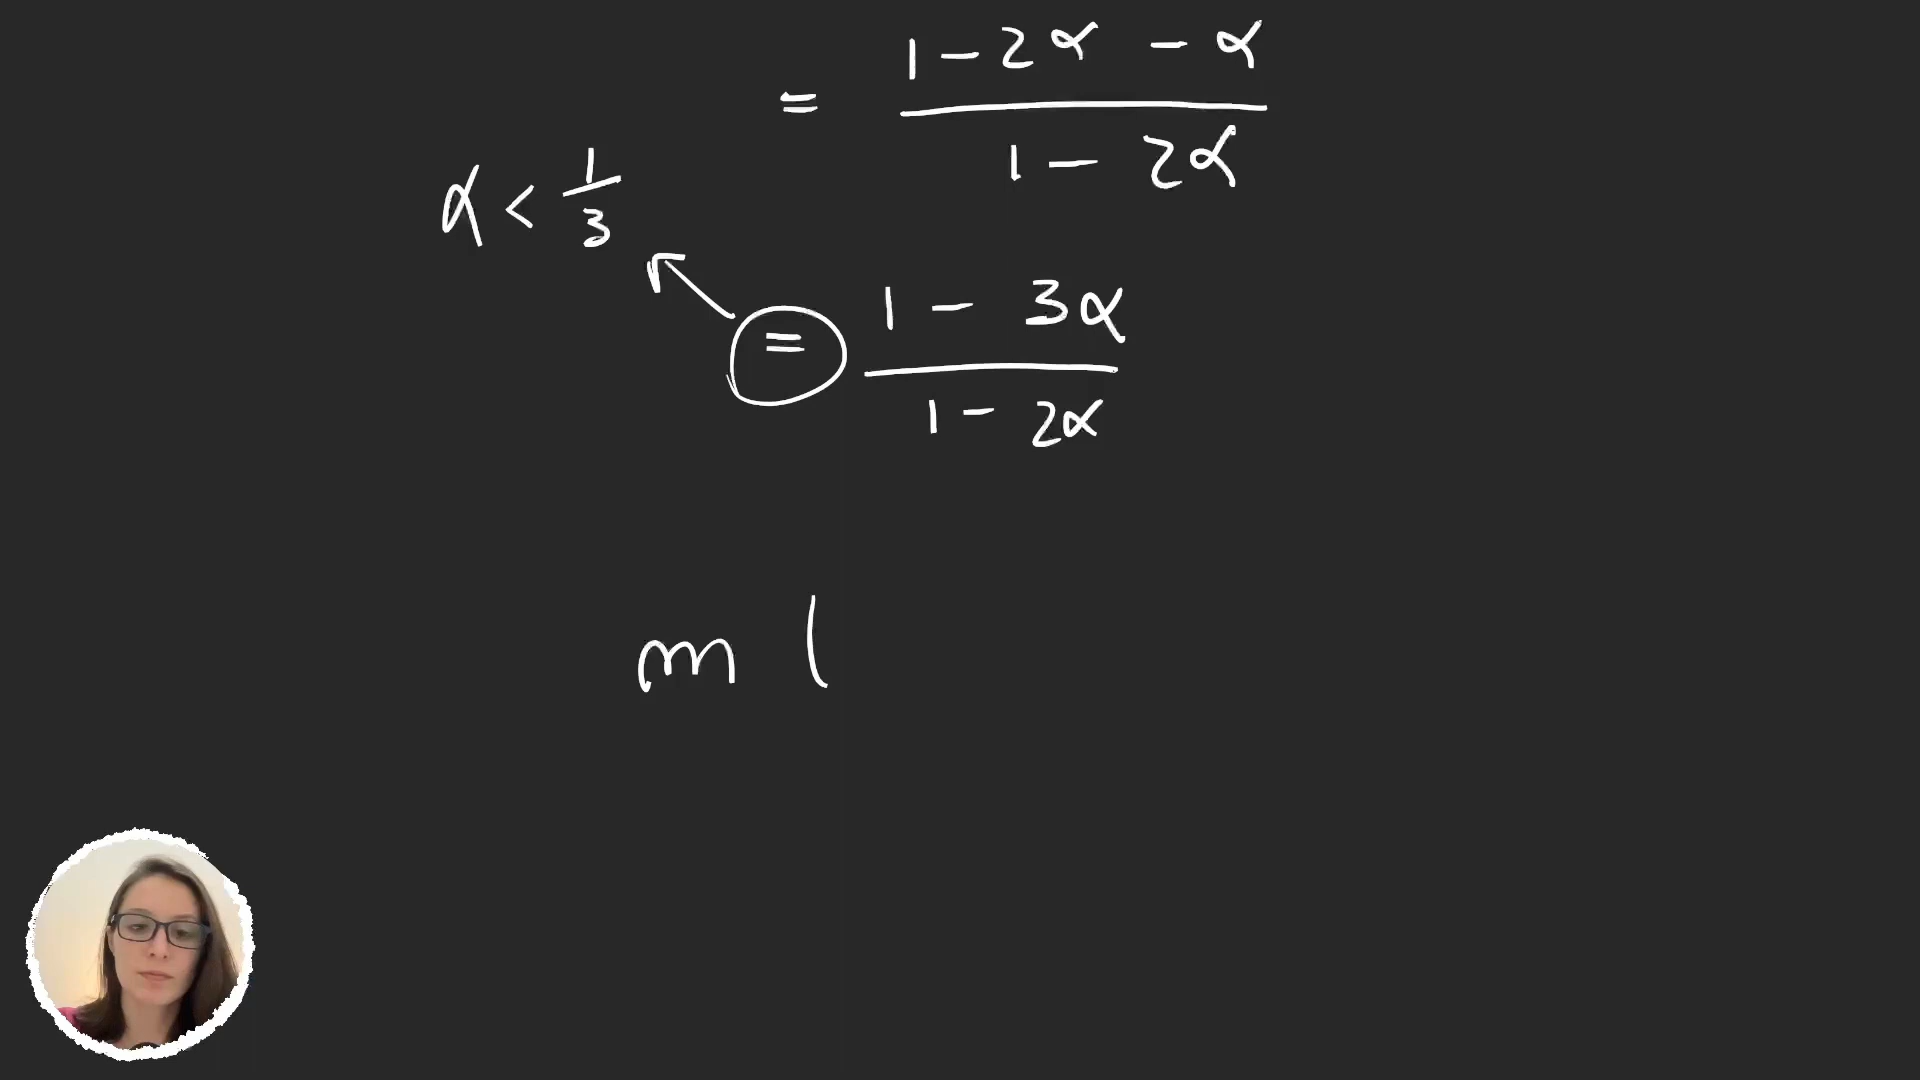 = (1 - 2α - α) / (1 - 2α)
α < 1/3
= (1 - 3α) / (1 - 2α)
m (